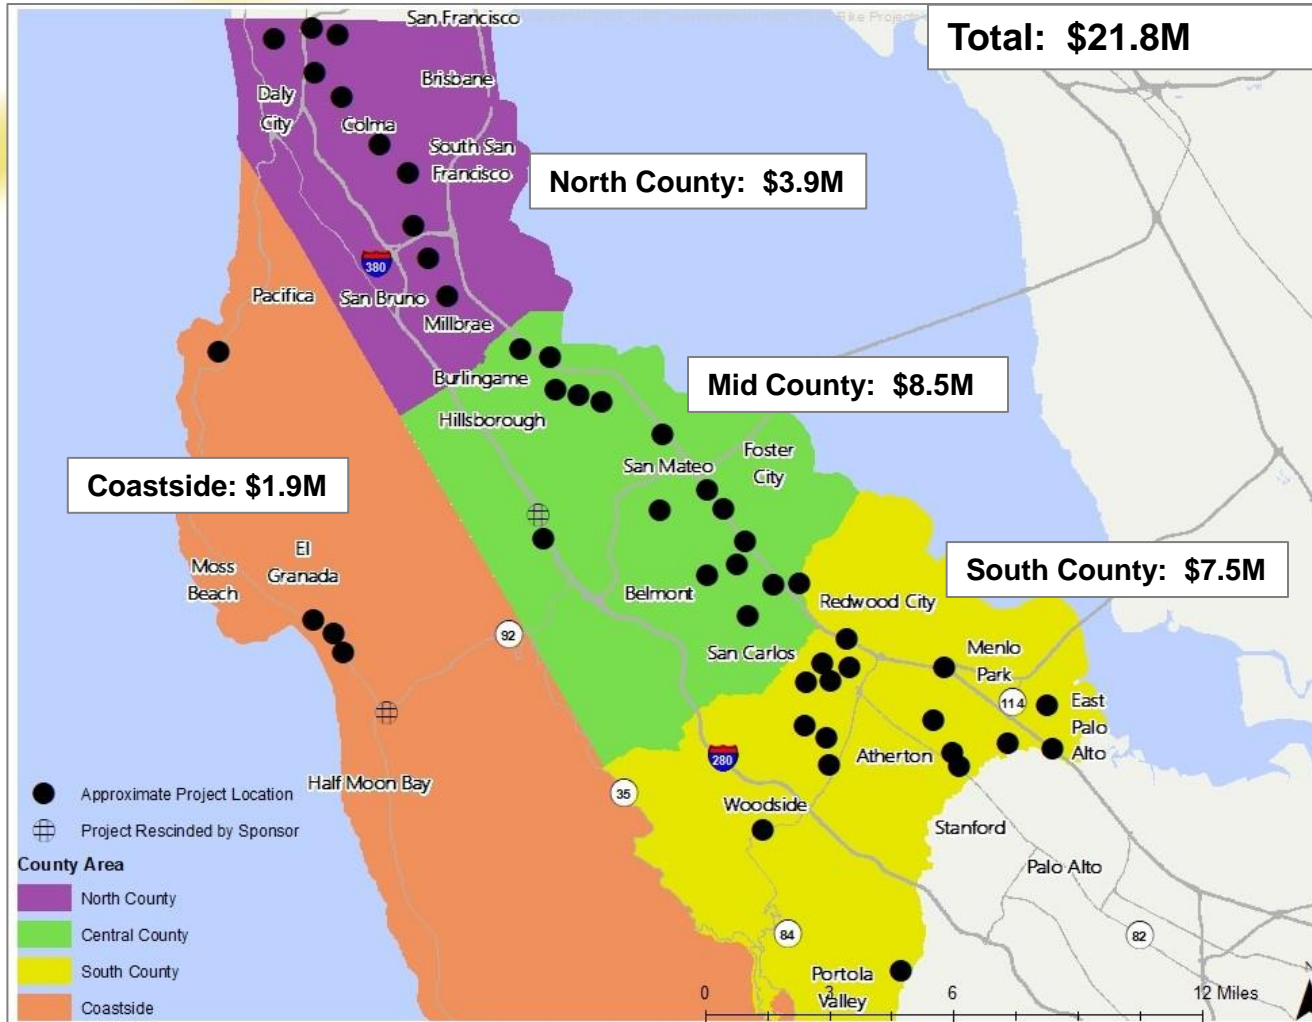 San Francisco
Bike Project
Total: $21.8M
Brisbane
Daly
City
Colma
South San
Francisco
North County: $3.9M
380
Pacifica
San Bruno
Millbrae
Burlingame
Mid County: $8.5M
Hillsborough
Foster
City
San Mateo
Coastside: $1.9M
El
Granada
Moss
Beach
Belmont
South County: $7.5M
Redwood City
92
San Carlos
Menlo
Park
114
East
Palo
Alto
Atherton
280
Half Moon Bay
35
Woodside
Stanford
Palo Alto
84
82
Portola
Valley
Approximate Project Location
Project Rescinded by Sponsor
County Area
North County
Central County
South County
Coastside
0 3 6 12 Miles
N